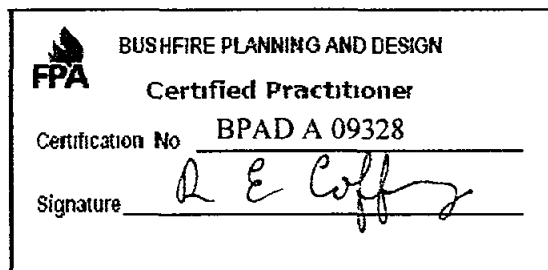 BUSHFIRE PLANNING AND DESIGN
FPA
Certified Practitioner
Certification No BPAD A 09328
Signature R E Coffey